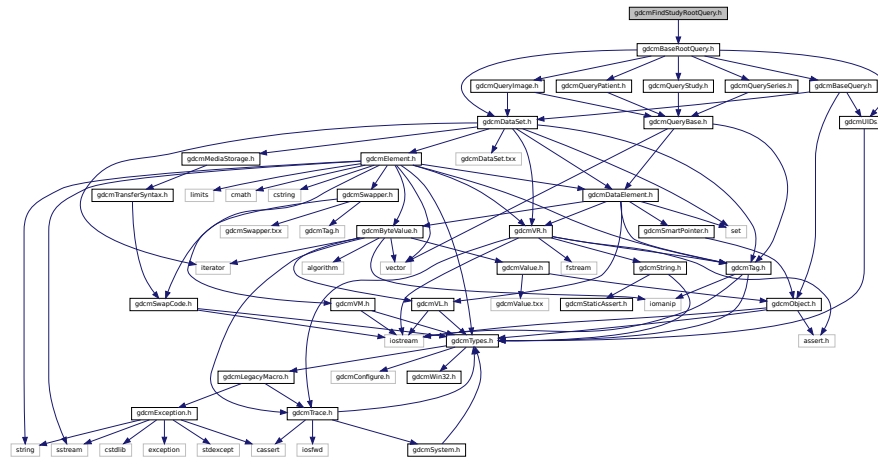 gdcmFindStudyRootQuery.h
gdcmBaseRootQuery.h
gdcmQueryImage.h
gdcmQueryPatient.h
gdcmQueryStudy.h
gdcmQuerySeries.h
gdcmBaseQuery.h
gdcmDataSet.h
gdcmQueryBase.h
gdcmUIDs
gdcmMediaStorage.h
gdcmElement.h
gdcmDataSet.txx
gdcmTransferSyntax.h
limits
cmath
cstring
gdcmSwapper.h
gdcmDataElement.h
gdcmSwapper.txx
gdcmTag.h
gdcmByteValue.h
gdcmVR.h
gdcmSmartPointer.h
set
iterator
algorithm
vector
gdcmValue.h
fstream
gdcmString.h
gdcmTag.h
gdcmSwapCode.h
gdcmVM.h
gdcmVL.h
gdcmValue.txx
gdcmStaticAssert.h
iomanip
gdcmObject.h
iostream
gdcmTypes.h
assert.h
gdcmLegacyMacro.h
gdcmConfigure.h
gdcmWin32.h
gdcmException.h
gdcmTrace.h
string
sstream
cstdlib
exception
stdexcept
cassert
iosfwd
gdcmSystem.h